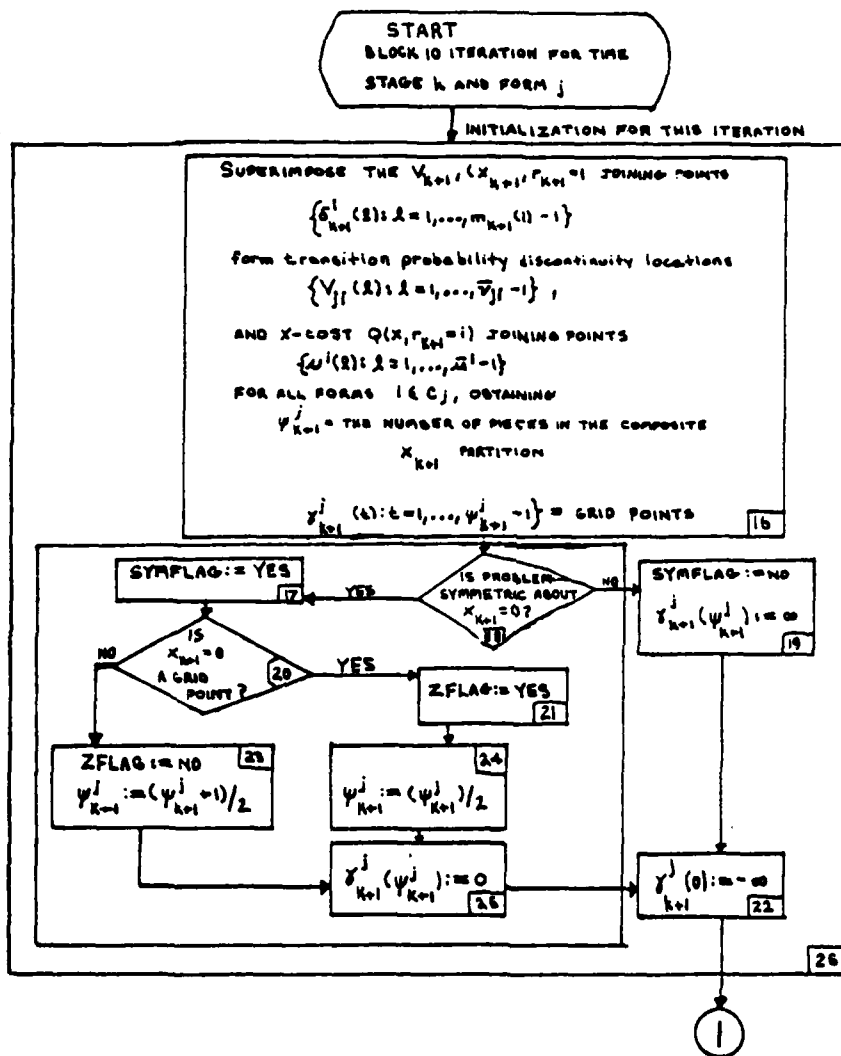 START
BLOCK 10 ITERATION FOR TIME
STAGE k AND FORM j
INITIALIZATION FOR THIS ITERATION
SUPERIMPOSE THE V_{k+1}, (x_{k+1}, r_{k+1}=i JOINING POINTS
{δ^i_{k+1}(l): l=1,...,m_{k+1}(i)-1}
form transition probability discontinuity locations
{V_{ji}(l): l=1,...,v̄_{ji}-1},
AND X-COST Q(x, r_{k+1}=i) JOINING POINTS
{μ^i(l): l=1,...,μ̄^i-1}
FOR ALL FORMS i ∈ C_j, OBTAINING
ψ^j_{k+1} = THE NUMBER OF PIECES IN THE COMPOSITE
x_{k+1} PARTITION
γ^j_{k+1}(t): t=1,...,ψ^j_{k+1}-1} = GRID POINTS
16
SYMFLAG:= YES
17
YES
IS PROBLEM
SYMMETRIC ABOUT
x_{k+1}=0?
NO
SYMFLAG:=NO
γ^j_{k+1}(ψ^j_{k+1}):=∞
19
IS
x_{k+1}=0
A GRID
POINT?
20
NO
YES
ZFLAG:= YES
21
ZFLAG:= NO
23
ψ^j_{k+1}:=(ψ^j_{k+1}+1)/2
24
ψ^j_{k+1}:=(ψ^j_{k+1})/2
γ^j_{k+1}(ψ^j_{k+1}):=0
25
γ^j_{k+1}(0):=-∞
22
26
1